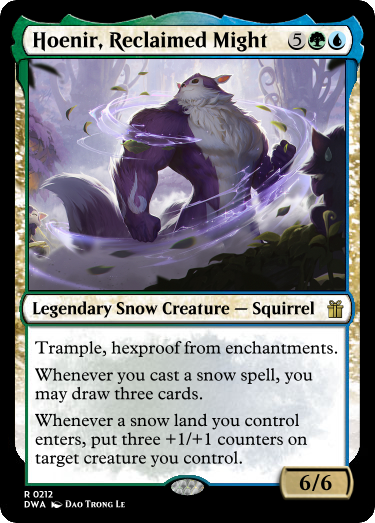 Hoenir, Reclaimed Might 5
Legendary Snow Creature — Squirrel
Trample, hexproof from enchantments.
Whenever you cast a snow spell, you
may draw three cards.
Whenever a snow land you control
enters, put three +1/+1 counters on
target creature you control.
6/6
R 0212
DWA Dao Trong Le